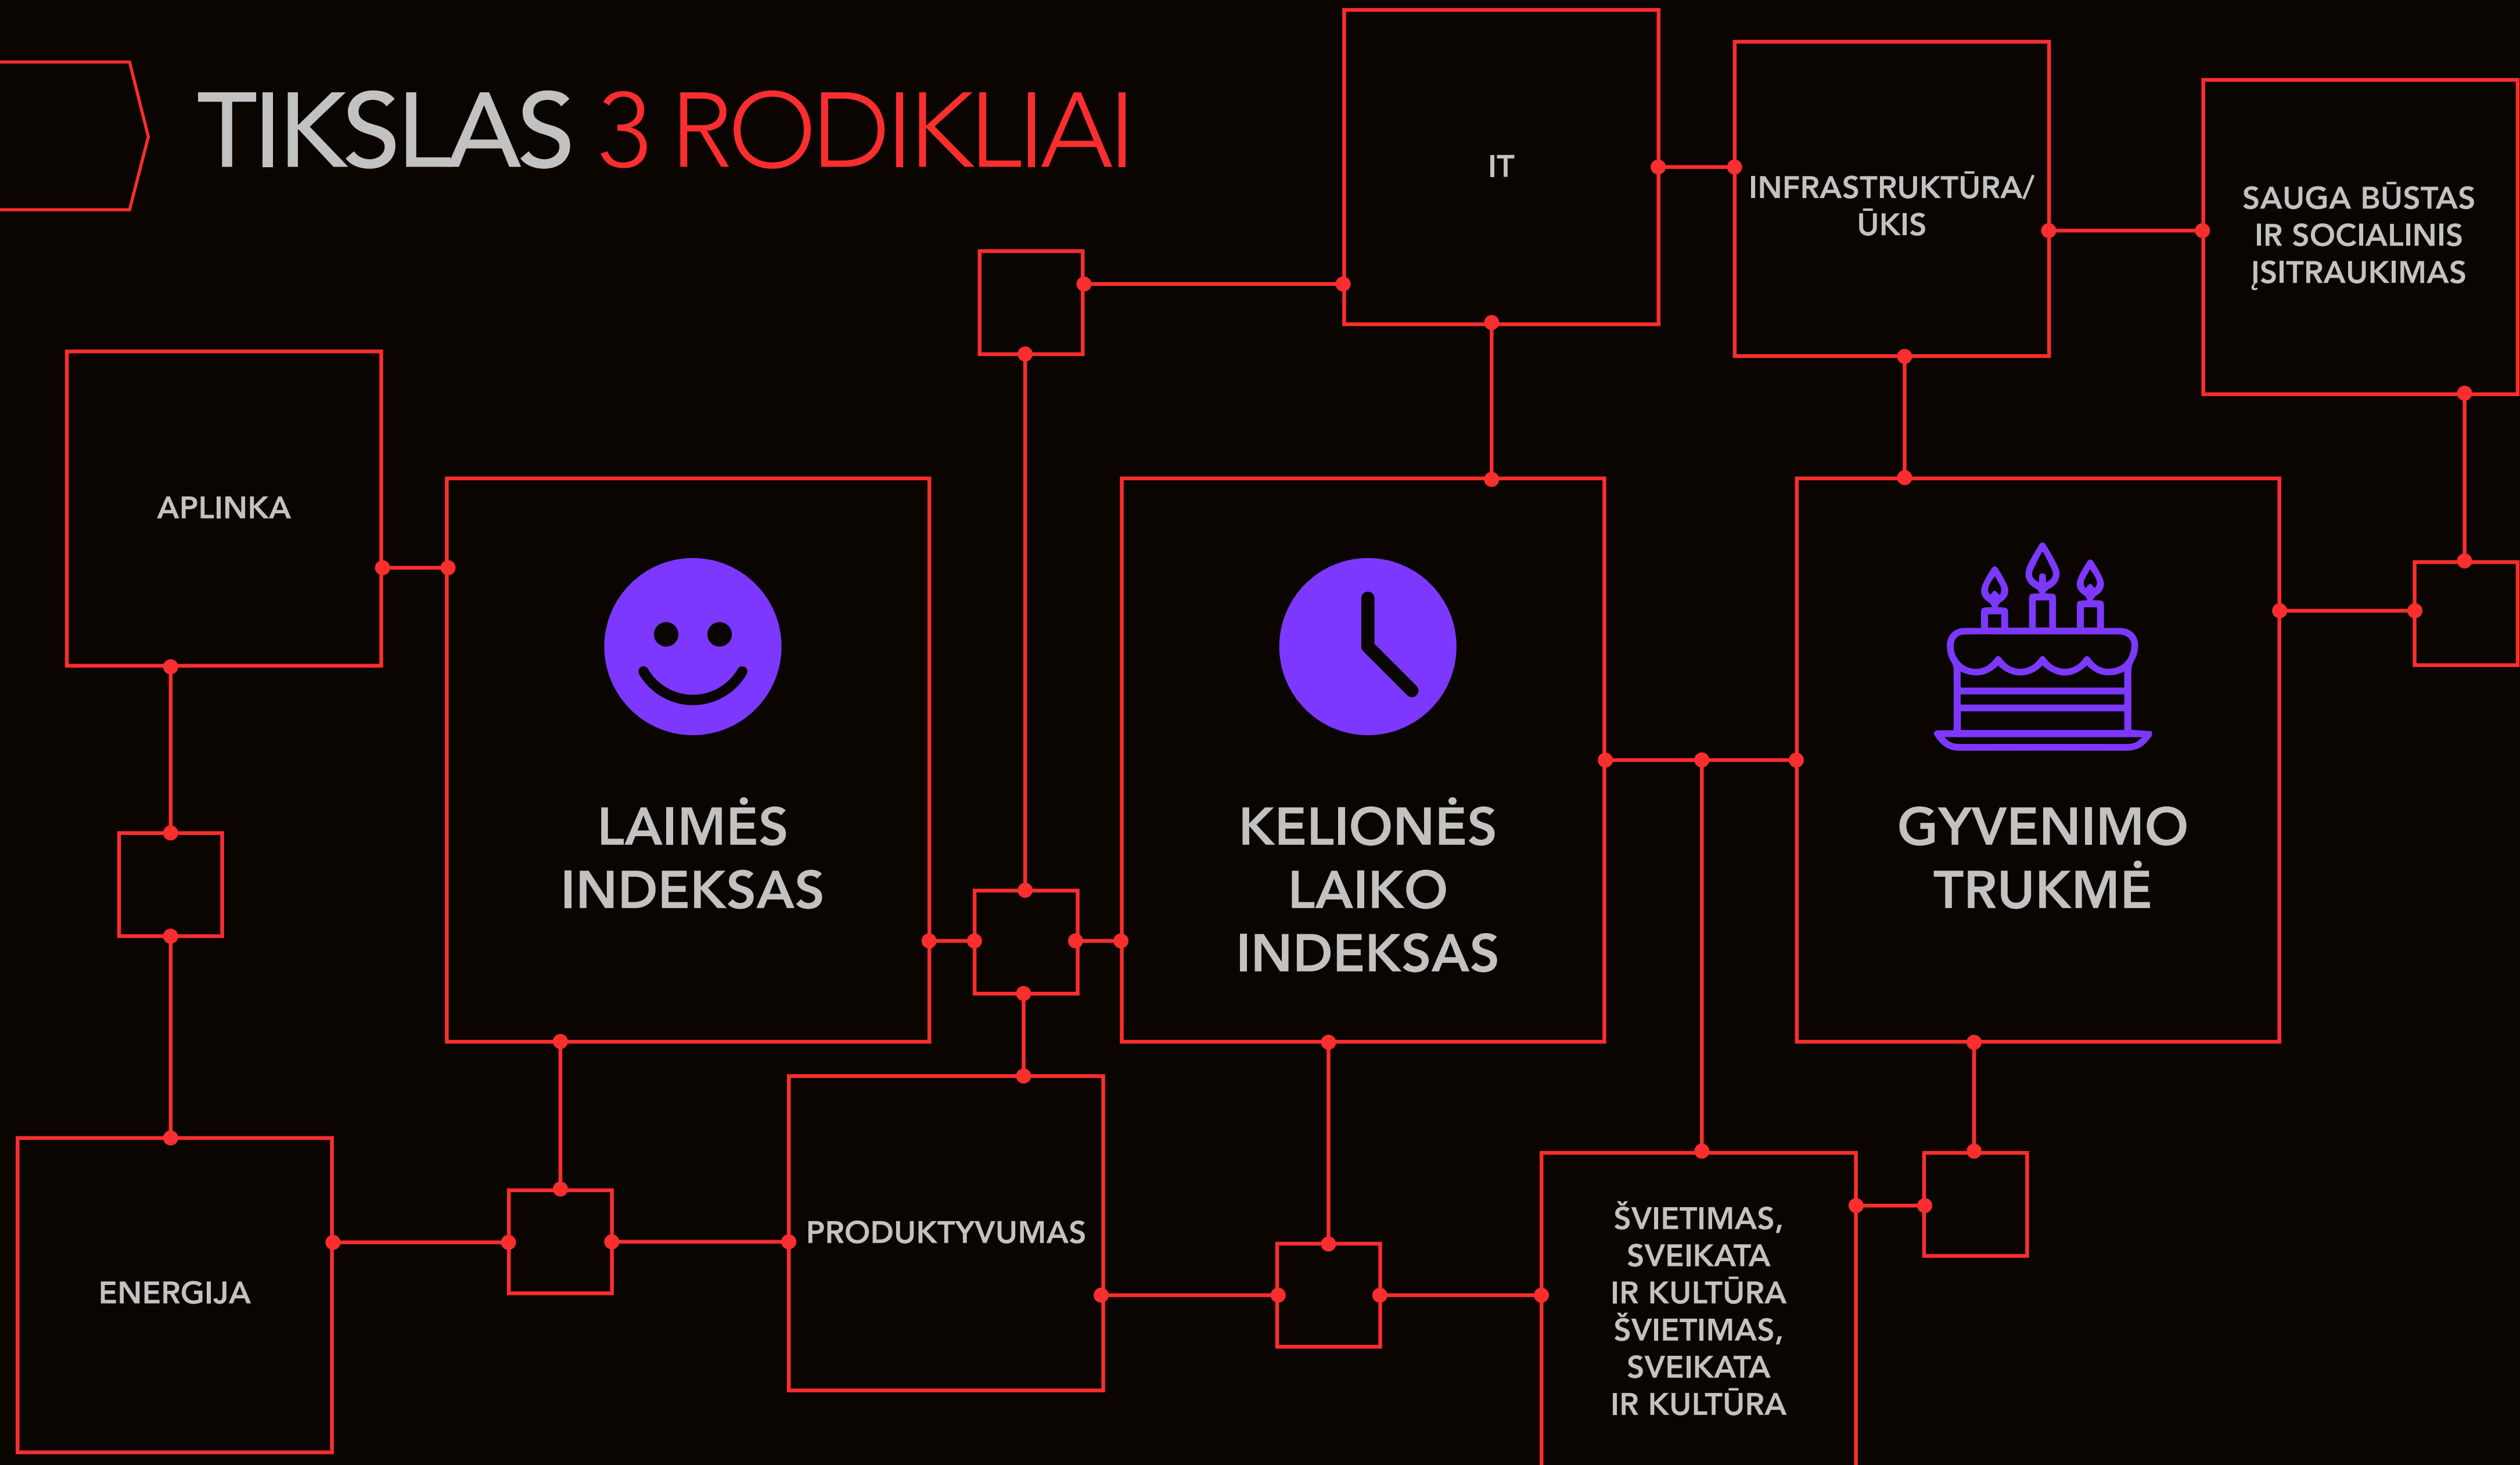 TIKSLAS 3 RODIKLIAI
IT
INFRASTRUKTŪRA/
ŪKIS
SAUGA BŪSTAS
IR SOCIALINIS
ĮSITRAUKIMAS
APLINKA
LAIMĖS
INDEKSAS
KELIONĖS
LAIKO
INDEKSAS
GYVENIMO
TRUKMĖ
ENERGIJA
PRODUKTYVUMAS
ŠVIETIMAS,
SVEIKATA
IR KULTŪRA
ŠVIETIMAS,
SVEIKATA
IR KULTŪRA